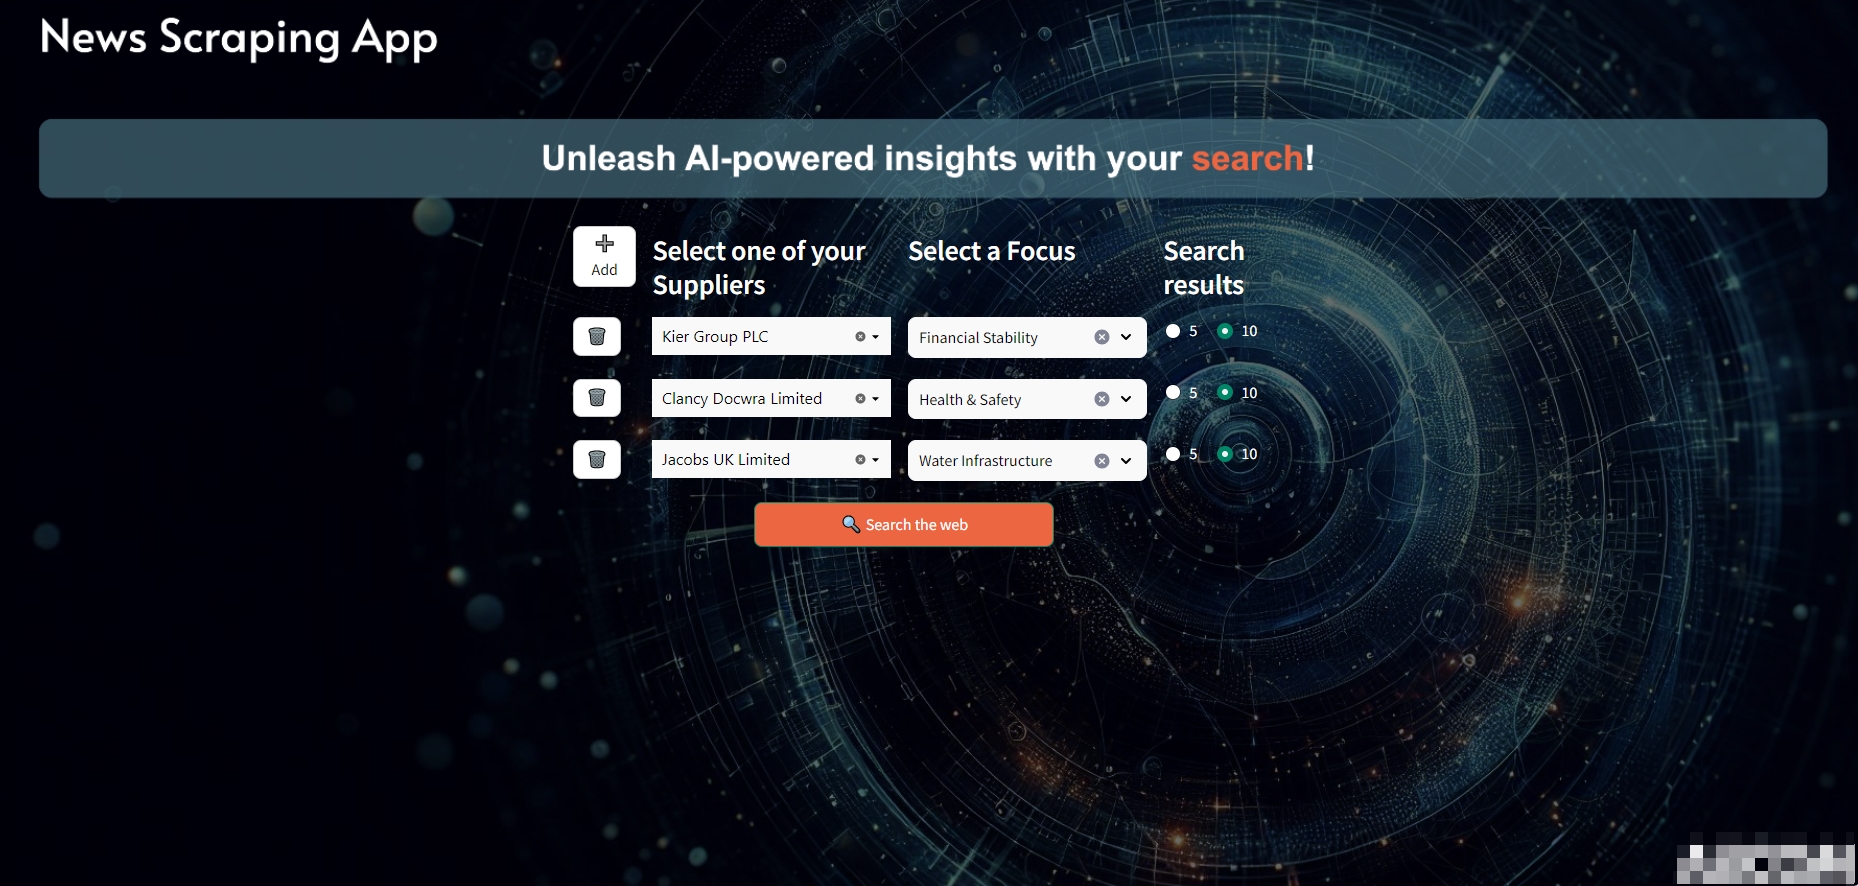 News Scraping App
Unleash AI-powered insights with your search!
Add
Select one of your
Suppliers
Select a Focus
Search
results
Kier Group PLC
Financial Stability
5
10
Clancy Docwra Limited
Health & Safety
5
10
Jacobs UK Limited
Water Infrastructure
5
10
Search the web